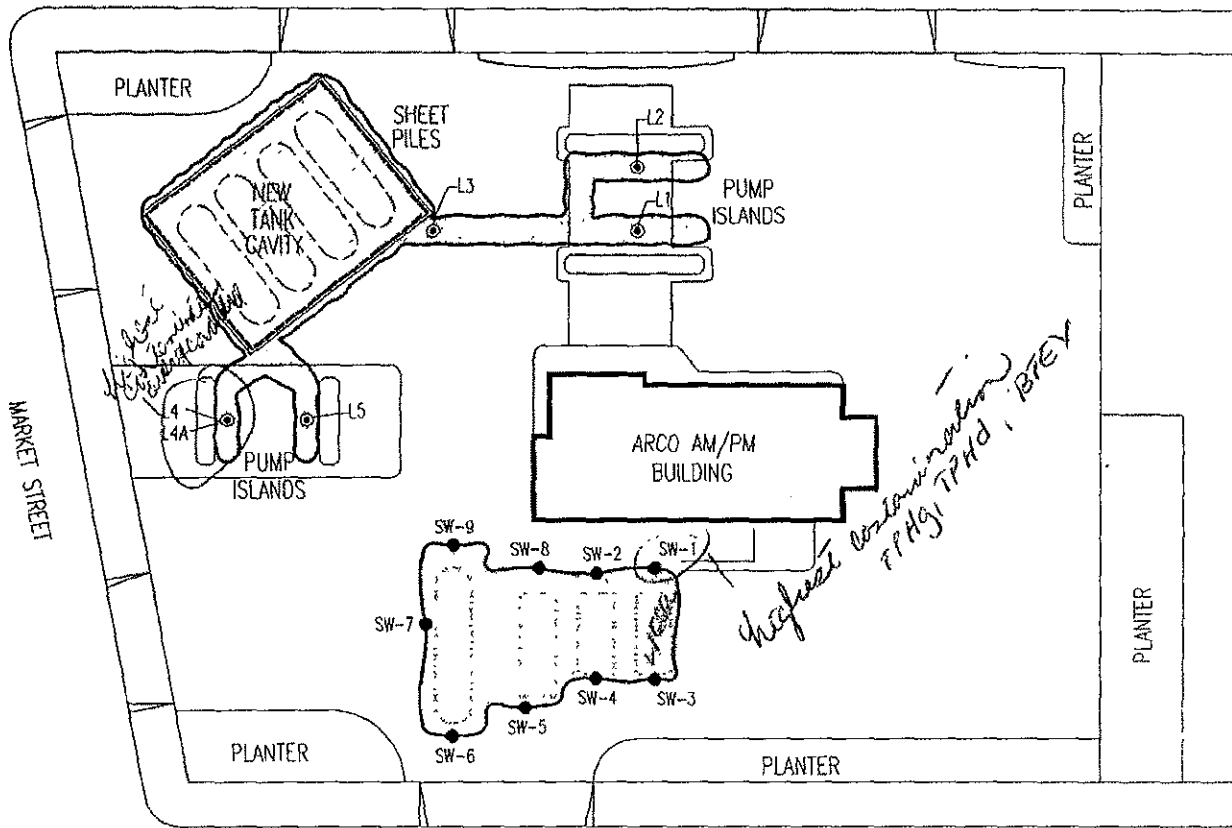 PLANTER
SHEET
PILES
L2
PLANTER
NEW
TANK
CAVITY
L3
L1
PUMP
ISLANDS
highest
L4
L4A
L5
PUMP
ISLANDS
MARKET STREET
ARCO AM/PM
BUILDING
highest contamination
TPHg, TPHd, BTEX
SW-9
SW-8
SW-2
SW-1
SW-7
SW-4
SW-3
SW-5
SW-6
PLANTER
PLANTER
PLANTER